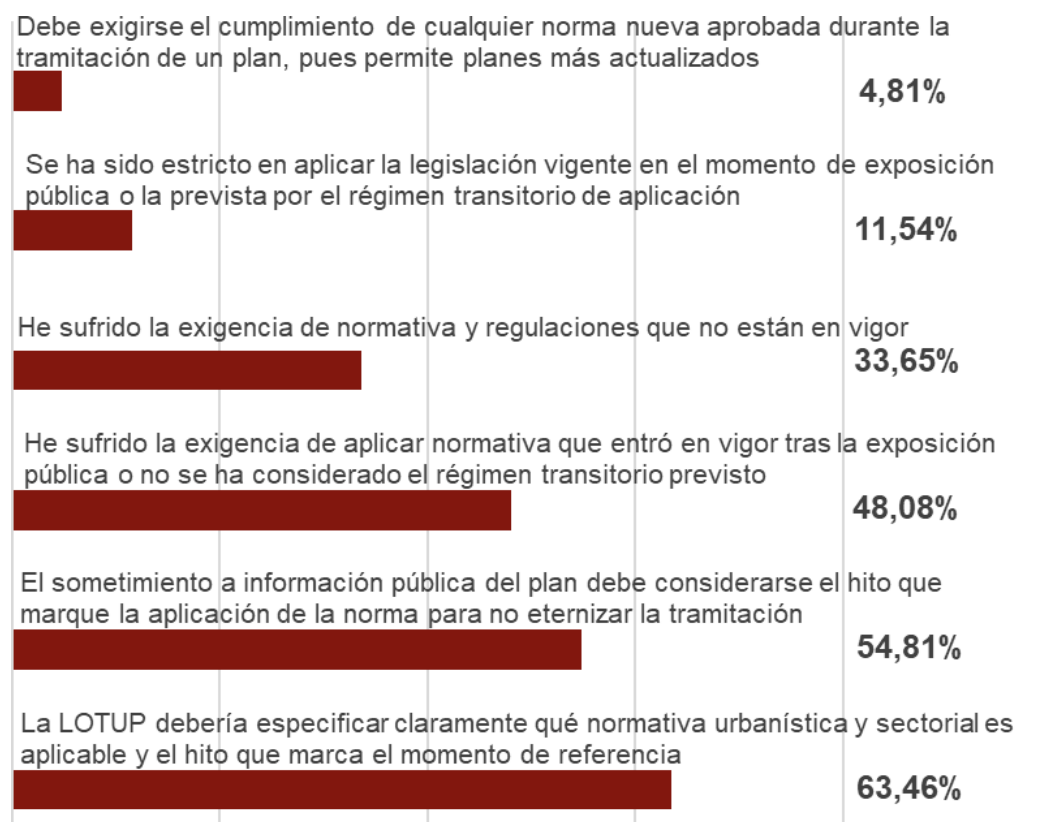 Debe exigirse el cumplimiento de cualquier norma nueva aprobada durante la
tramitación de un plan, pues permite planes más actualizados
4,81%
Se ha sido estricto en aplicar la legislación vigente en el momento de exposición
pública o la prevista por el régimen transitorio de aplicación
11,54%
He sufrido la exigencia de normativa y regulaciones que no están en vigor
33,65%
He sufrido la exigencia de aplicar normativa que entró en vigor tras la exposición
pública o no se ha considerado el régimen transitorio previsto
48,08%
El sometimiento a información pública del plan debe considerarse el hito que
marque la aplicación de la norma para no eternizar la tramitación
54,81%
La LOTUP debería especificar claramente qué normativa urbanística y sectorial es
aplicable y el hito que marca el momento de referencia
63,46%